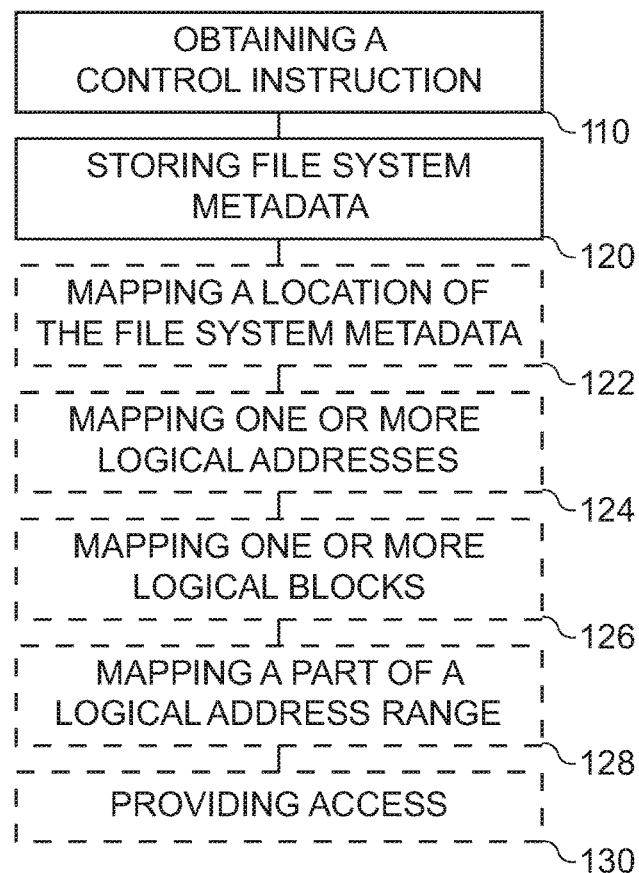 OBTAINING A
CONTROL INSTRUCTION
110
STORING FILE SYSTEM
METADATA
120
MAPPING A LOCATION OF
THE FILE SYSTEM METADATA
122
MAPPING ONE OR MORE
LOGICAL ADDRESSES
124
MAPPING ONE OR MORE
LOGICAL BLOCKS
126
MAPPING A PART OF A
LOGICAL ADDRESS RANGE
128
PROVIDING ACCESS
130